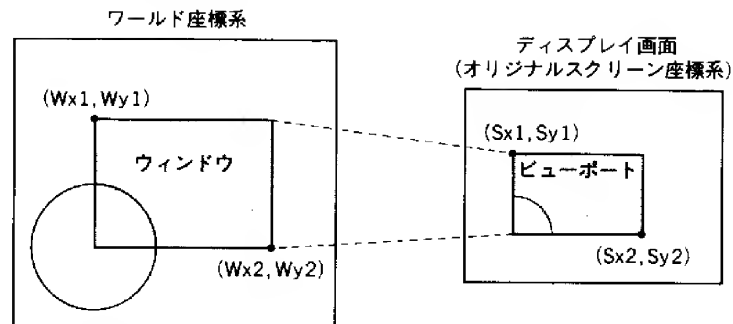 ワールド座標系
ディスプレイ画面
(オリジナルスクリーン座標系)
(Wx1,Wy1)
ウィンドウ
(Wx2,Wy2)
(Sx1,Sy1)
ビューポート
(Sx2,Sy2)